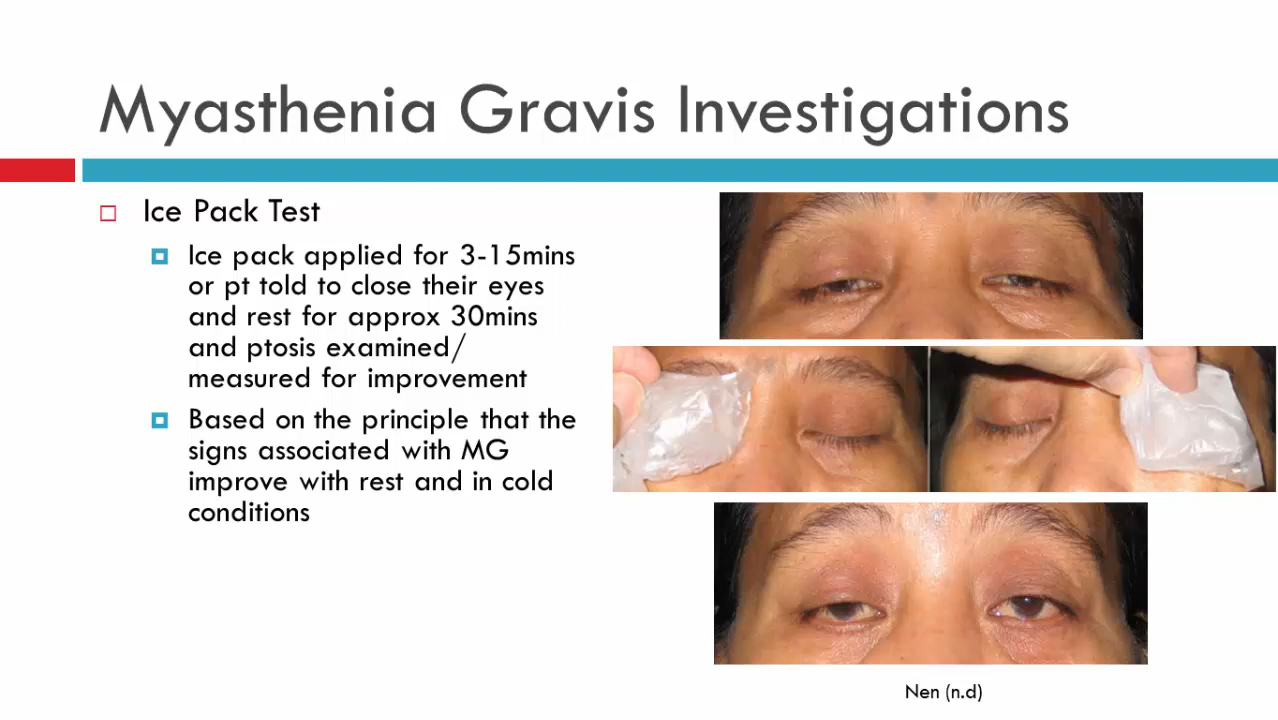 Myasthenia Gravis Investigations
Ice Pack Test
Ice pack applied for 3-15mins
or pt told to close their eyes
and rest for approx 30mins
and ptosis examined/
measured for improvement
Based on the principle that the
signs associated with MG
improve with rest and in cold
conditions
Nen (n.d)